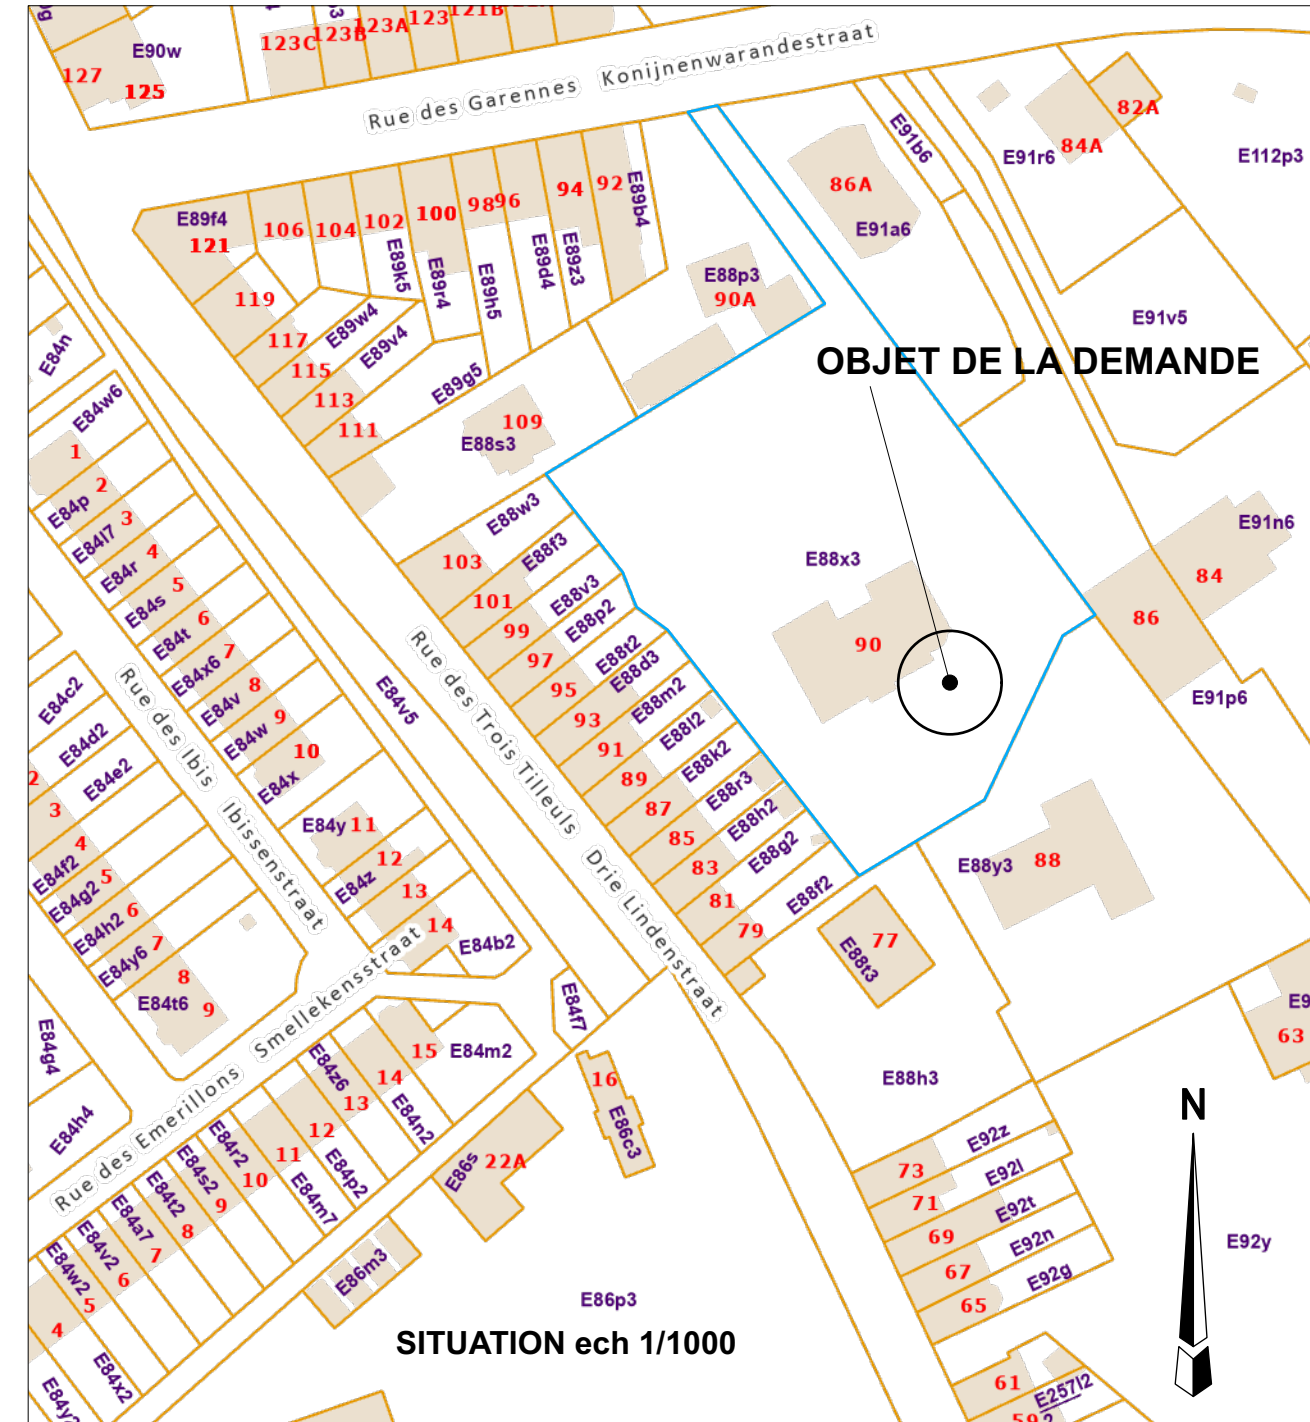 E90w
127
125
123C
123B
123A
123
121B
Rue des Garennes Konijnenwarandestraat
82A
84A
E91r6
E112p3
E91b6
86A
E91a6
E91v5
E89f4
121
106
104
102
100
98
96
94
92
E89b4
E89k5
E89r4
E89h5
E89d4
E89z3
119
117
115
113
111
E89w4
E89v4
E89g5
E88p3
90A
OBJET DE LA DEMANDE
109
E88s3
E84n
E84w6
1
2
3
4
5
6
7
8
9
10
E84p
E84l7
E84r
E84s
E84t
E84x6
E84v
E84w
E84x
E84y
11
12
13
14
E84z
E84b2
E84v5
E88w3
E88f3
E88v3
E88p2
E88t2
E88d3
E88m2
E88l2
E88k2
E88r3
E88h2
E88g2
E88f2
103
101
99
97
95
93
91
89
87
85
83
81
79
E88x3
90
E91n6
84
86
E91p6
Rue des Ibis Ibissenstraat
Rue des Trois Tilleuls Drie Lindenstraat
E84c2
E84d2
E84e2
2
3
4
5
6
7
8
9
E84f2
E84g2
E84h2
E84y6
E84t6
E88y3
88
77
E88t3
E84f7
E84g4
E84h4
Rue des Emerillons Smellekensstraat
E84m2
15
14
13
12
11
10
9
8
7
6
5
4
E84z6
E84n2
E84p2
E84m7
E84r2
E84s2
E84t2
E84a7
E84v2
E84w2
E84x2
16
E86c3
22A
E86s
E86m3
E86p3
SITUATION ech 1/1000
E88h3
63
N
E92z
E92l
E92t
E92n
E92g
73
71
69
67
65
E92y
61
E257l2